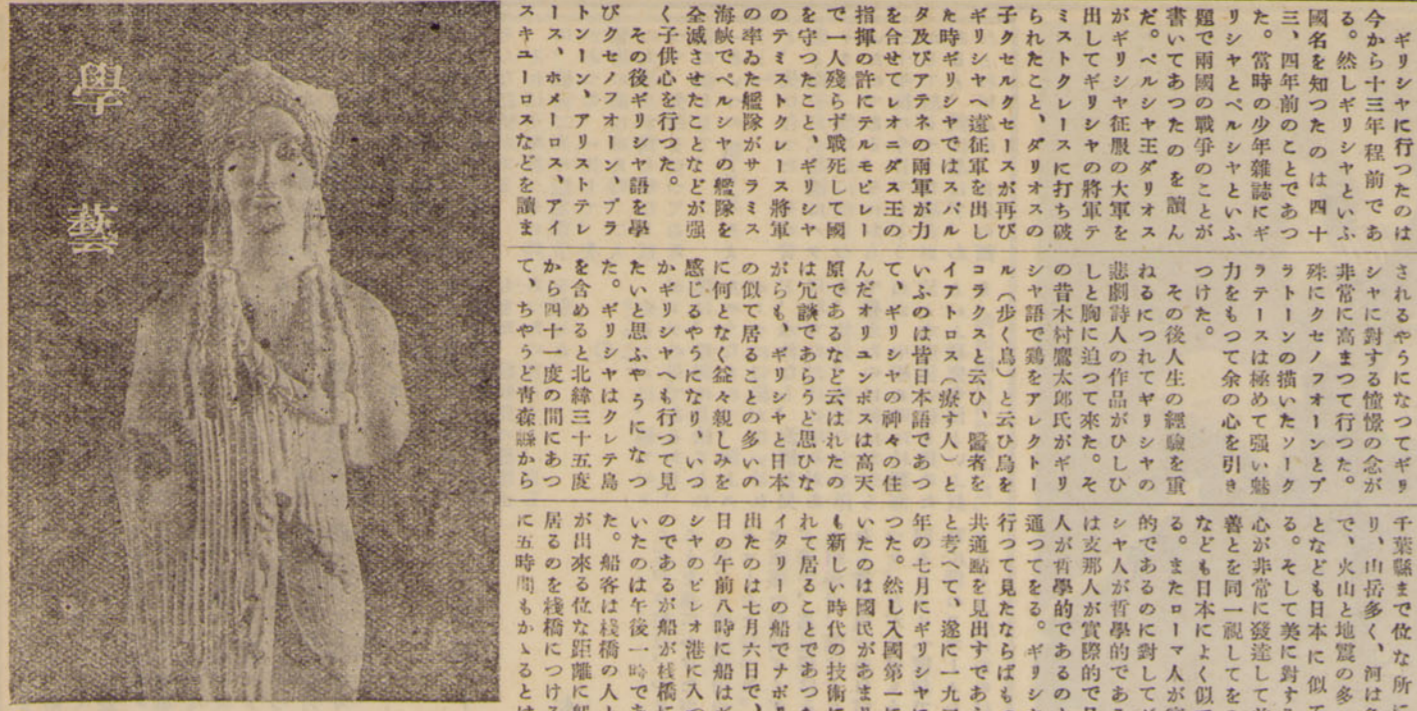 學藝
ギリシヤに行つたのは
今から十三年程前であ
る。然しギリシヤといふ
國名を知つたのは四十
三、四年前のことであつ
た。當時の少年雜誌にギ
リシヤとペルシヤといふ
題で兩國の戰爭のことが
書いてあつたのを讀ん
だ。ペルシヤ王ダリオス
がギリシヤ征服の大軍を
出してギリシヤの將軍テ
ミストクレースに打ち破
られたこと、ダリオスの
子クセルクセースが再び
ギリシヤへ遠征軍を出し
た時ギリシヤではスパル
タ及びアテネの兩軍が力
を合せてレオニダス王の
指揮の許にテルモピレー
で一人殘らず戰死して國
を守つたこと、ギリシヤ
のテミストクレース將軍
の率ゐた艦隊がサラミス
海峽でペルシヤの艦隊を
全滅させたことなどが强
く子供心を行つた。
その後ギリシヤ語を學
びクセノフオーン、プラ
トンーン、アリストテレ
ース、ホメーロス、アイ
スキユーロスなどを讀ま
されるやうになつてギリ
シヤに對する憧憬の念が
非常に高まつて行つた。
殊にクセノフオーンとプ
ラトーンの描いたソーク
ラテースは極めて强い魅
力をもつて余の心を引き
つけた。
その後人生の經驗を重
ねるにつれてギリシヤの
悲劇詩人の作品がひしひ
しと胸に迫つて來た。そ
の昔木村鷹太郎氏がギリ
シヤ語で鷄をアレクトー
ル(步く鳥)と云ひ烏を
コラクスと云ひ、醫者を
イアトロス(療す人)と
いふのは皆日本語であつ
て、ギリシヤの神々の住
んだオリユンボスは高天
原であるなど云はれたの
は冗談であらうど思ひな
がらも、ギリシヤと日本
の似て居ることの多いの
に何となく益々親しみを
感じるやうになり、いつ
かギリシヤへも行つて見
たいと思ふやうになつ
た。ギリシヤはクレテ島
を含めると北緯三十五度
から四十一度の間にあつ
て、ちやうど靑森縣から
千葉縣まで位な所に
り、山岳多く、河は
で、火山と地震の多
となども日本に似て
る。そして美に對す
心が非常に發達して
善とを同一視してを
なども日本によく似て
る。またローマ人が
的であるのに對して
シヤ人が哲學的であ
は支那人が實際的で
人が哲學的であるの
通つてをる。ギリシ
行つて見たならばも
共通點を見出すであ
と考へて、遂に一九
年の七月にギリシヤに
つた。然し入國第一に
いたのは國民があまり
も新しい時代の技術に
れて居ることであつた
イタリーの船でナポリ
出たのは七月六日で、
日の午前八時に船はギ
シヤのピレオ港に入つ
のであるが船が棧橋に
いたのは午後一時であ
た。船客は棧橋の人と
が出來る位な距離に
居るのを棧橋につける
に五時間もかゝるとは